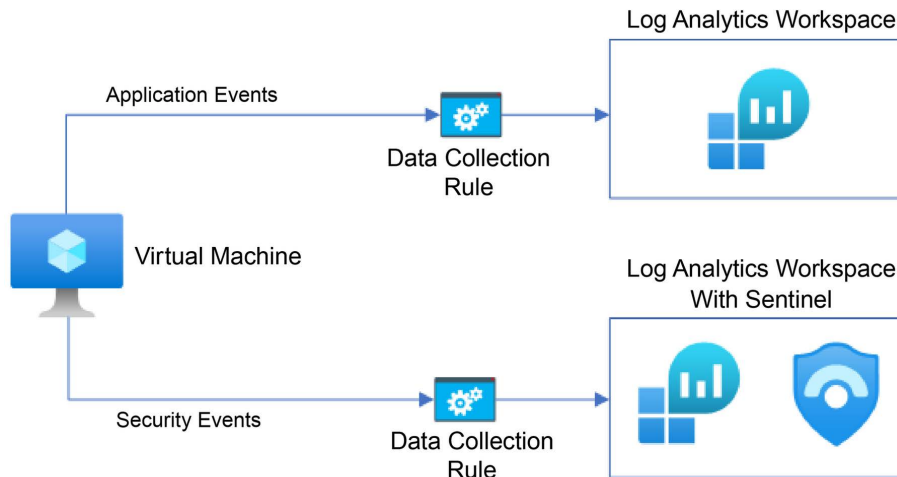 Log Analytics Workspace
Application Events
Data Collection
Rule
Virtual Machine
Log Analytics Workspace
With Sentinel
Security Events
Data Collection
Rule